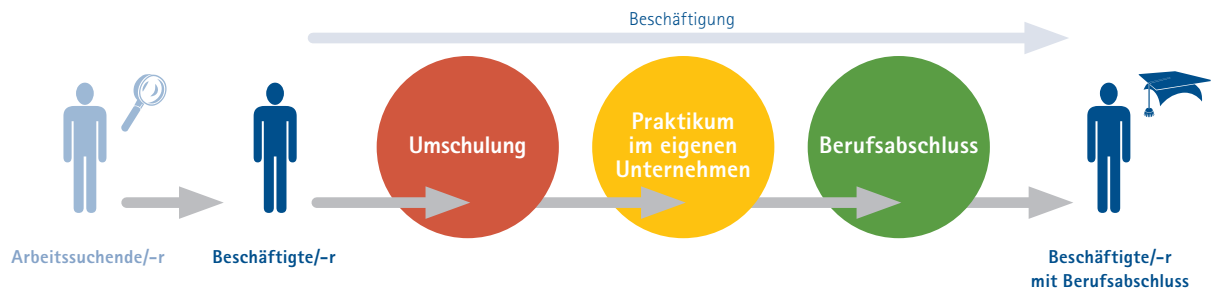 Beschäftigung
Umschulung
Praktikum
im eigenen
Unternehmen
Berufsabschluss
Arbeitssuchende/-r
Beschäftigte/-r
Beschäftigte/-r
mit Berufsabschluss